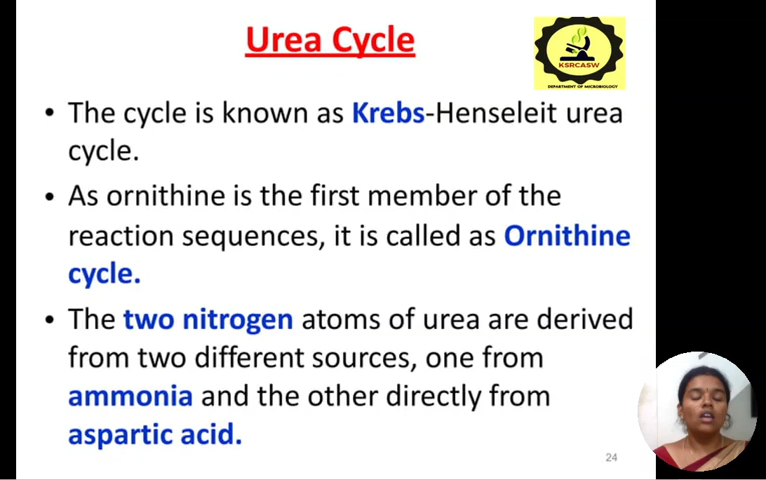 Urea Cycle
KSRCASW
DEPARTMENT OF MICROBIOLOGY
• The cycle is known as Krebs-Henseleit urea
cycle.
• As ornithine is the first member of the
reaction sequences, it is called as Ornithine
cycle.
• The two nitrogen atoms of urea are derived
from two different sources, one from
ammonia and the other directly from
aspartic acid.
24